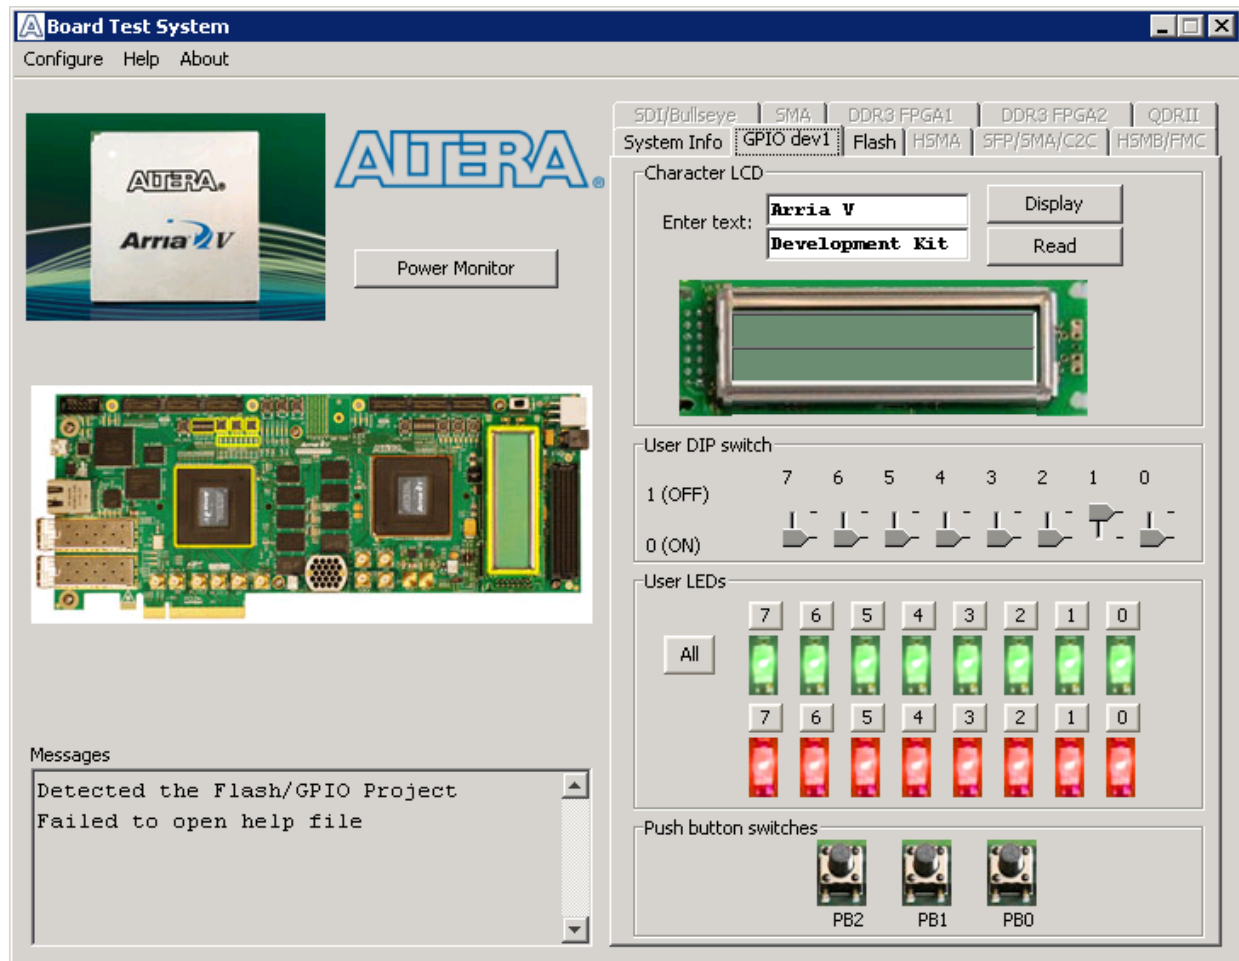 Board Test System
Configure Help About
ALTERA®
Arria V
ALTERA®
Power Monitor
Messages
Detected the Flash/GPIO Project
Failed to open help file
SDI/Bullseye SMA DDR3 FPGA1 DDR3 FPGA2 QDRII
System Info GPIO dev1 Flash HSMA SFP/SMA/C2C HSMB/FMC
Character LCD
Enter text: Arria V Display
Development Kit Read
User DIP switch
7 6 5 4 3 2 1 0
1 (OFF)
0 (ON)
User LEDs
7 6 5 4 3 2 1 0
All
7 6 5 4 3 2 1 0
Push button switches
PB2 PB1 PB0